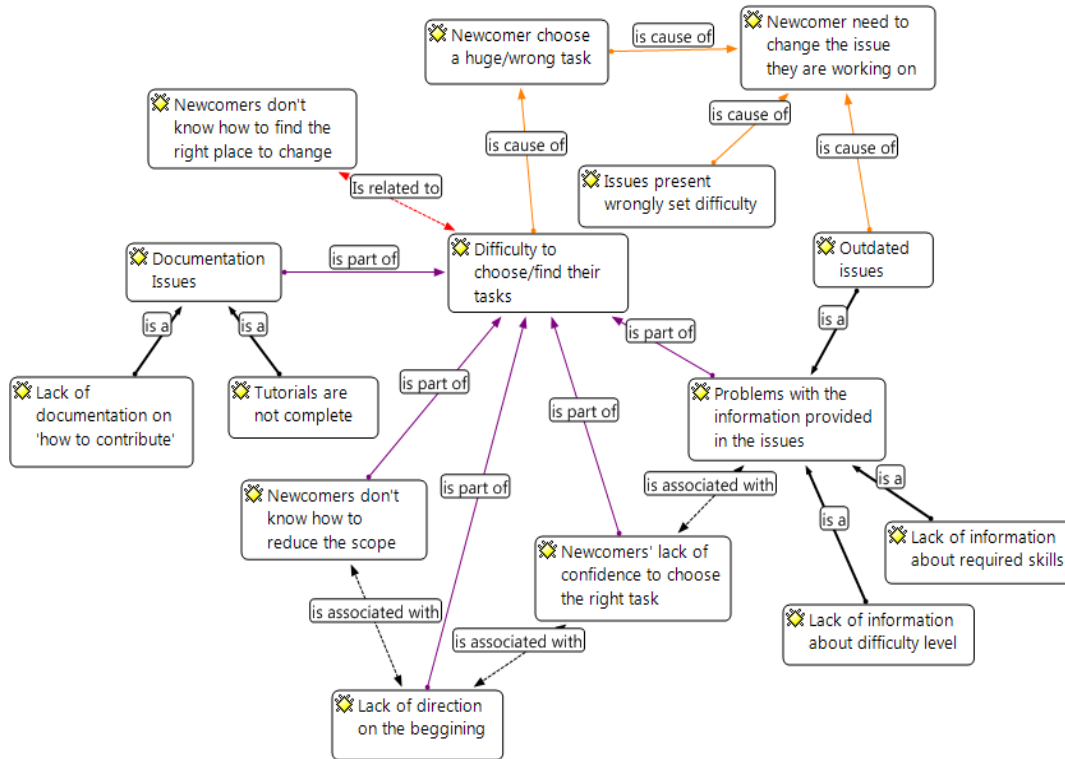 Newcomer choose
a huge/wrong task
is cause of
Newcomer need to
change the issue
they are working on
Newcomers don't
know how to find the
right place to change
is cause of
is cause of
is cause of
Is related to
Issues present
wrongly set difficulty
Documentation
Issues
is part of
Difficulty to
choose/find their
tasks
Outdated
issues
is a
is a
is part of
is a
Lack of
documentation on
'how to contribute'
Tutorials are
not complete
is part of
is part of
Problems with the
information provided
in the issues
is part of
is associated with
is a
is a
Newcomers don't
know how to
reduce the scope
Newcomers' lack of
confidence to choose
the right task
Lack of information
about required skills
is associated with
is associated with
Lack of information
about difficulty level
Lack of direction
on the beggining